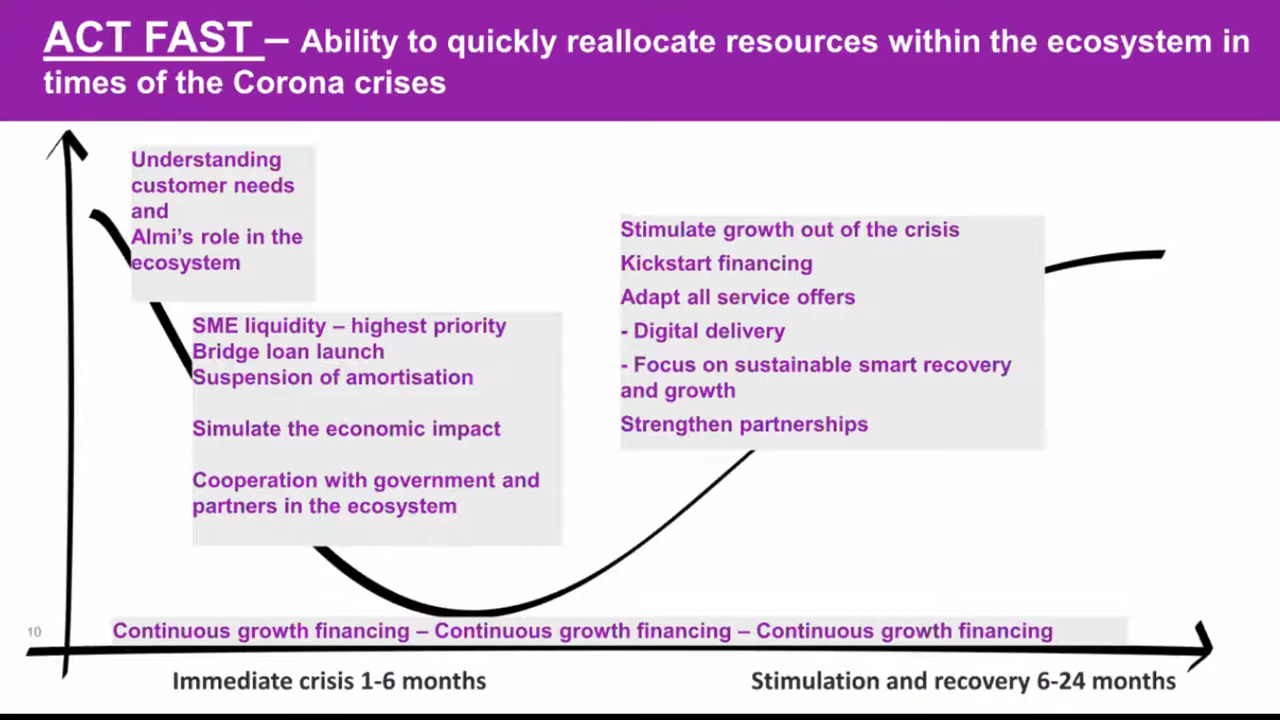 ACT FAST – Ability to quickly reallocate resources within the ecosystem in
times of the Corona crises
Understanding
customer needs
and
Almi's role in the
ecosystem
SME liquidity – highest priority
Bridge loan launch
Suspension of amortisation
Simulate the economic impact
Cooperation with government and
partners in the ecosystem
Stimulate growth out of the crisis
Kickstart financing
Adapt all service offers
- Digital delivery
- Focus on sustainable smart recovery
and growth
Strengthen partnerships
10
Continuous growth financing – Continuous growth financing – Continuous growth financing
Immediate crisis 1-6 months
Stimulation and recovery 6-24 months